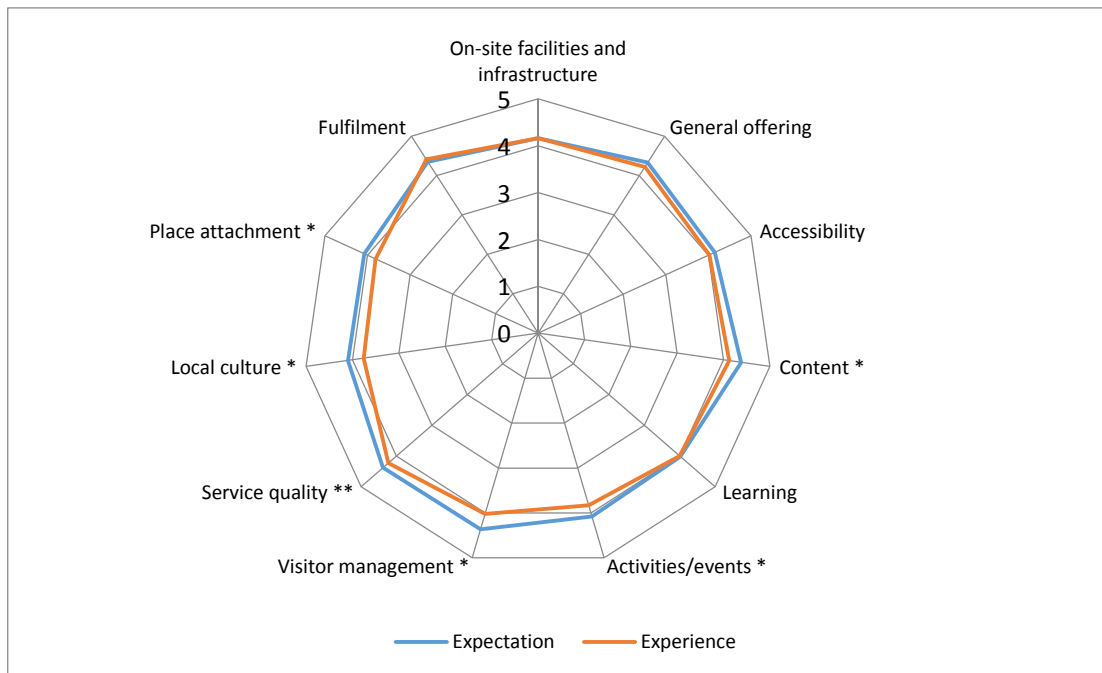 On-site facilities and
infrastructure
5
Fulfilment
General offering
4
3
Place attachment *
Accessibility
2
1
0
Local culture *
Content *
Service quality **
Learning
Visitor management *
Activities/events *
Expectation
Experience